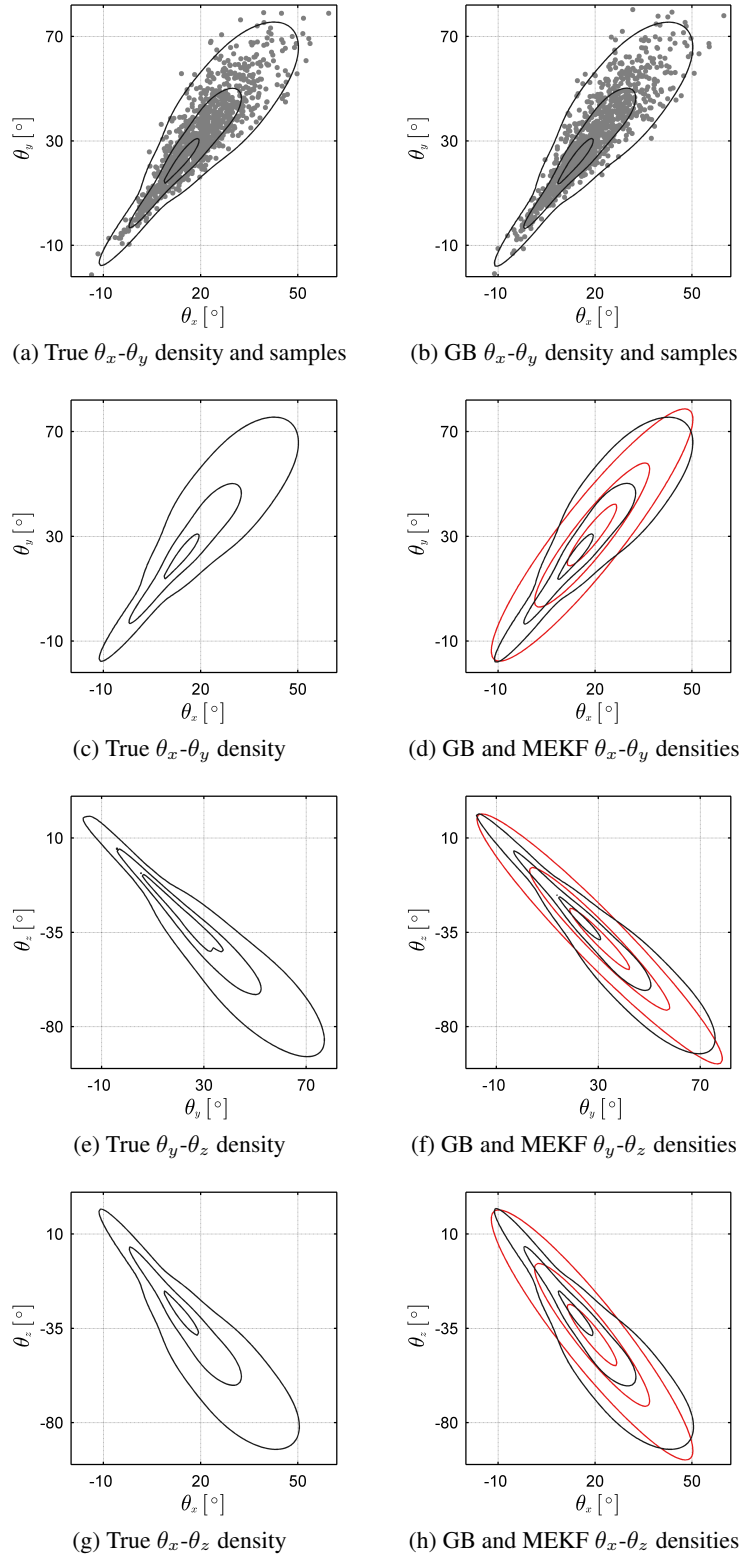 70
30
-10
θy [°]
-10 20 50
θx [°]
(a) True θx-θy density and samples
70
30
-10
θy [°]
-10 20 50
θx [°]
(b) GB θx-θy density and samples
70
30
-10
θy [°]
-10 20 50
θx [°]
(c) True θx-θy density
70
30
-10
θy [°]
-10 20 50
θx [°]
(d) GB and MEKF θx-θy densities
10
-35
-80
θz [°]
-10 30 70
θy [°]
(e) True θy-θz density
10
-35
-80
θz [°]
-10 30 70
θy [°]
(f) GB and MEKF θy-θz densities
10
-35
-80
θz [°]
-10 20 50
θx [°]
(g) True θx-θz density
10
-35
-80
θz [°]
-10 20 50
θx [°]
(h) GB and MEKF θx-θz densities